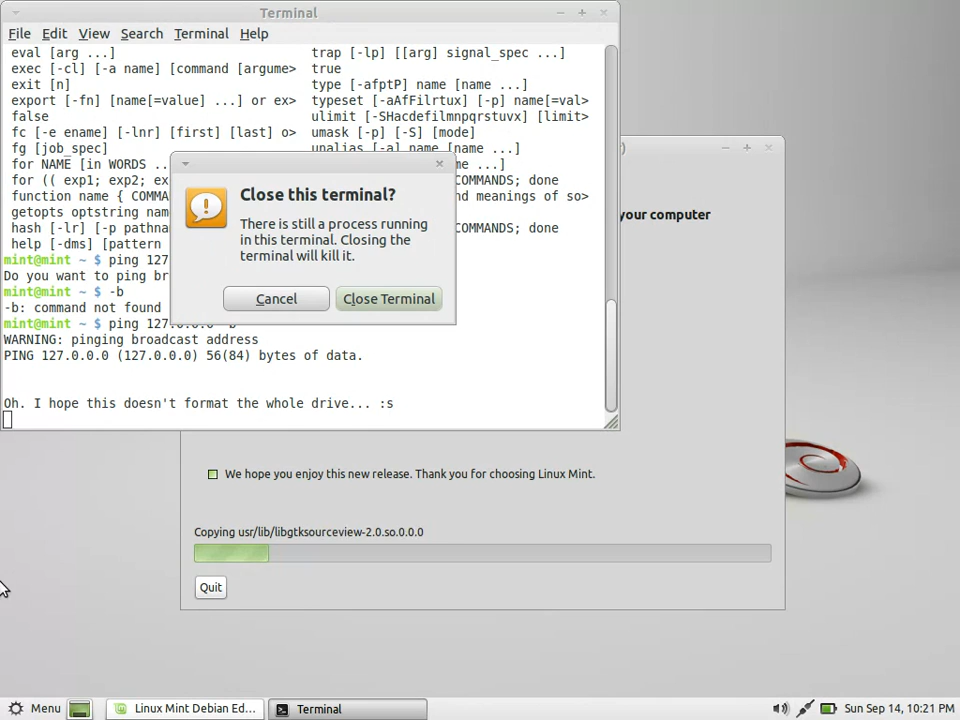 Terminal
File Edit View Search Terminal Help
eval [arg ...] trap [-lp] [[arg] signal_spec ...]
exec [-cl] [-a name] [command [argume> true
exit [n] type [-afptP] name [name ...]
export [-fn] [name[=value] ...] or ex> typeset [-aAfFilrtux] [-p] name[=val>
false ulimit [-SHacdefilmnpqrstuvx] [limit>
fc [-e ename] [-lnr] [first] [last] o> umask [-p] [-S] [mode]
fg [job_spec] unalias [-a] name [name ...]
for NAME [in WORDS ... me ...]
for (( exp1; exp2; ex COMMANDS; done
function name { COMMA nd meanings of so>
getopts optstring nam
hash [-lr] [-p pathna COMMANDS; done
help [-dms] [pattern
mint@mint ~ $ ping 127
Do you want to ping br
mint@mint ~ $ -b
-b: command not found
mint@mint ~ $ ping 127.0.0.0 -b
WARNING: pinging broadcast address
PING 127.0.0.0 (127.0.0.0) 56(84) bytes of data.
Oh. I hope this doesn't format the whole drive... :s
Close this terminal?
There is still a process running
in this terminal. Closing the
terminal will kill it.
Cancel Close Terminal
)
your computer
We hope you enjoy this new release. Thank you for choosing Linux Mint.
Copying usr/lib/libgtksourceview-2.0.so.0.0.0
Quit
Menu Linux Mint Debian Ed... Terminal Sun Sep 14, 10:21 PM